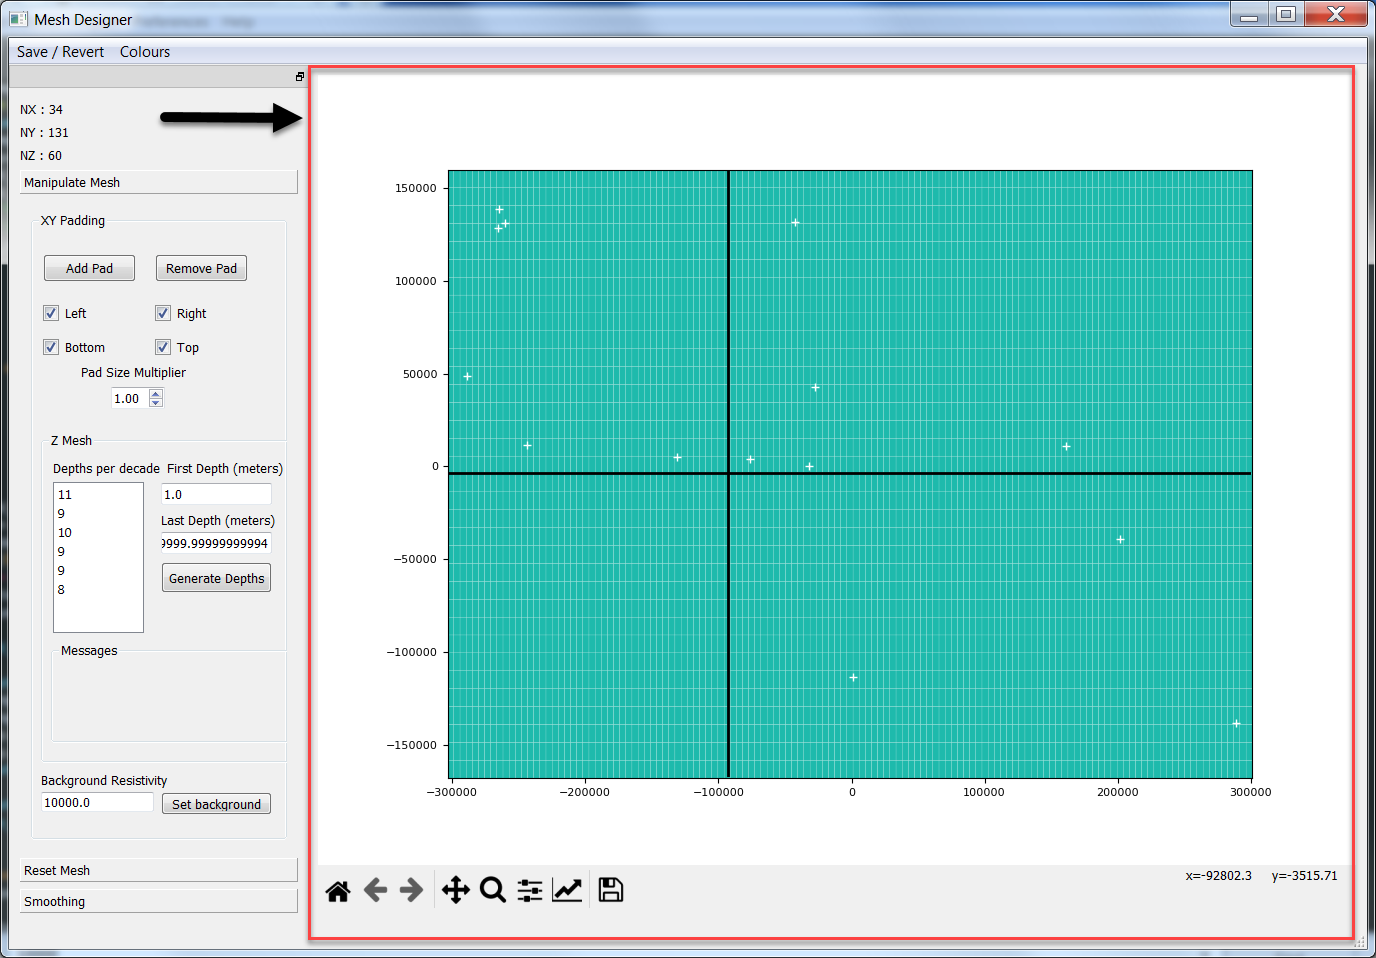 Mesh Designer
Save / Revert Colours
NX : 34
NY : 131
NZ : 60
Manipulate Mesh
XY Padding
Add Pad Remove Pad
Left Right
Bottom Top
Pad Size Multiplier
1.00
Z Mesh
Depths per decade First Depth (meters)
11
9
10
9
9
8
1.0
Last Depth (meters)
9999.99999999994
Generate Depths
Messages
Background Resistivity
10000.0 Set background
Reset Mesh
Smoothing
150000
100000
50000
0
−50000
−100000
−150000
−300000 −200000 −100000 0 100000 200000 300000
x=-92802.3 y=-3515.71